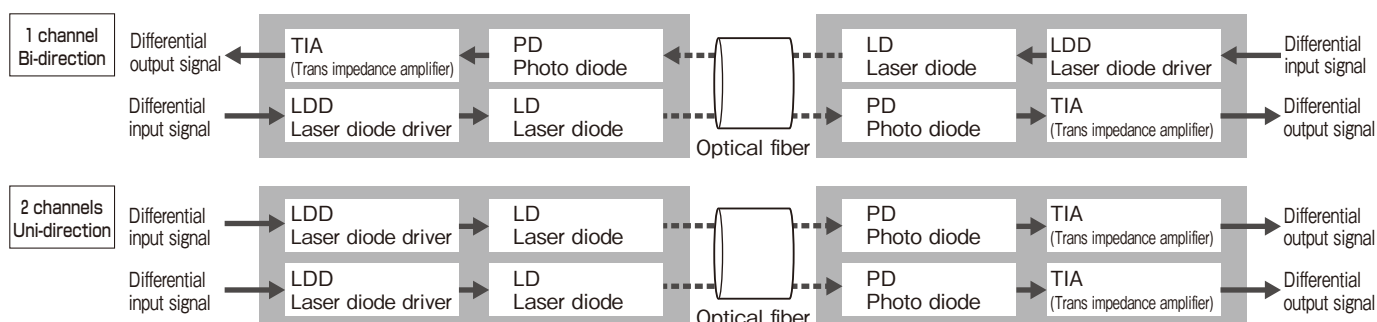 1 channel
Bi-direction
Differential
output signal
TIA
(Trans impedance amplifier)
PD
Photo diode
LD
Laser diode
LDD
Laser diode driver
Differential
input signal
Differential
input signal
LDD
Laser diode driver
LD
Laser diode
PD
Photo diode
TIA
(Trans impedance amplifier)
Differential
output signal
Optical fiber
2 channels
Uni-direction
Differential
input signal
LDD
Laser diode driver
LD
Laser diode
PD
Photo diode
TIA
(Trans impedance amplifier)
Differential
output signal
Differential
input signal
LDD
Laser diode driver
LD
Laser diode
PD
Photo diode
TIA
(Trans impedance amplifier)
Differential
output signal
Optical fiber